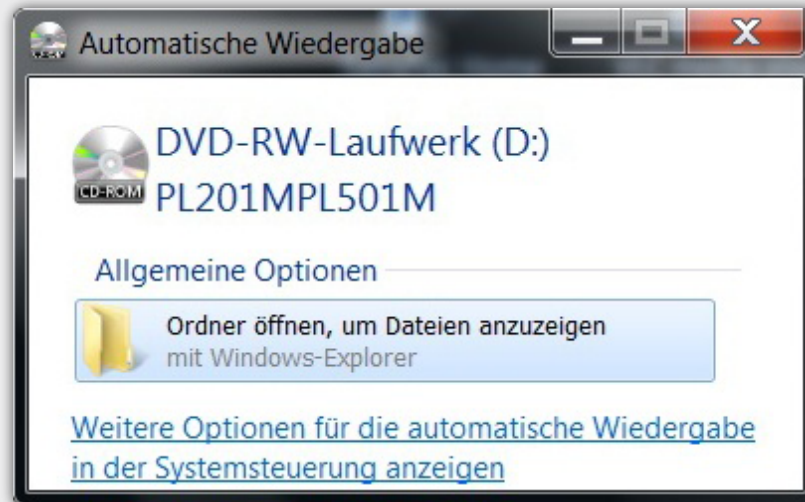 Automatische Wiedergabe
DVD-RW-Laufwerk (D:)
PL201MPL501M
CD-ROM
Allgemeine Optionen
Ordner öffnen, um Dateien anzuzeigen
mit Windows-Explorer
Weitere Optionen für die automatische Wiedergabe
in der Systemsteuerung anzeigen